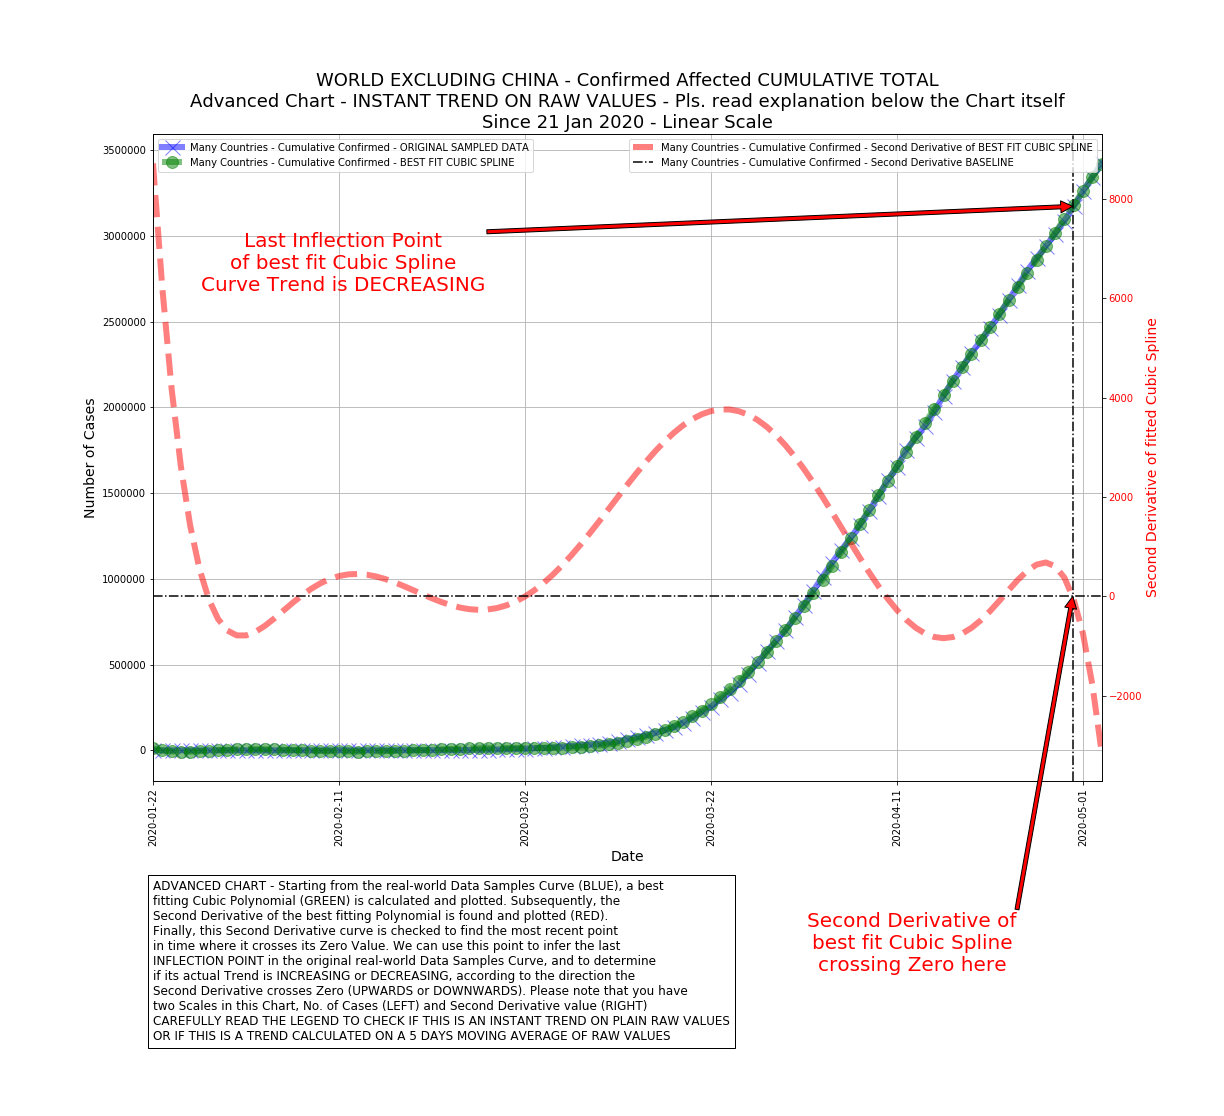 WORLD EXCLUDING CHINA - Confirmed Affected CUMULATIVE TOTAL
Advanced Chart - INSTANT TREND ON RAW VALUES - Pls. read explanation below the Chart itself
Since 21 Jan 2020 - Linear Scale
Many Countries - Cumulative Confirmed - ORIGINAL SAMPLED DATA
Many Countries - Cumulative Confirmed - BEST FIT CUBIC SPLINE
Many Countries - Cumulative Confirmed - Second Derivative of BEST FIT CUBIC SPLINE
Many Countries - Cumulative Confirmed - Second Derivative BASELINE
Last Inflection Point
of best fit Cubic Spline
Curve Trend is DECREASING
Number of Cases
3500000
3000000
2500000
2000000
1500000
1000000
500000
0
8000
6000
4000
2000
0
−2000
Second Derivative of fitted Cubic Spline
2020-01-22
2020-02-11
2020-03-02
2020-03-22
2020-04-11
2020-05-01
Date
ADVANCED CHART - Starting from the real-world Data Samples Curve (BLUE), a best
fitting Cubic Polynomial (GREEN) is calculated and plotted. Subsequently, the
Second Derivative of the best fitting Polynomial is found and plotted (RED).
Finally, this Second Derivative curve is checked to find the most recent point
in time where it crosses its Zero Value. We can use this point to infer the last
INFLECTION POINT in the original real-world Data Samples Curve, and to determine
if its actual Trend is INCREASING or DECREASING, according to the direction the
Second Derivative crosses Zero (UPWARDS or DOWNWARDS). Please note that you have
two Scales in this Chart, No. of Cases (LEFT) and Second Derivative value (RIGHT)
CAREFULLY READ THE LEGEND TO CHECK IF THIS IS AN INSTANT TREND ON PLAIN RAW VALUES
OR IF THIS IS A TREND CALCULATED ON A 5 DAYS MOVING AVERAGE OF RAW VALUES
Second Derivative of
best fit Cubic Spline
crossing Zero here